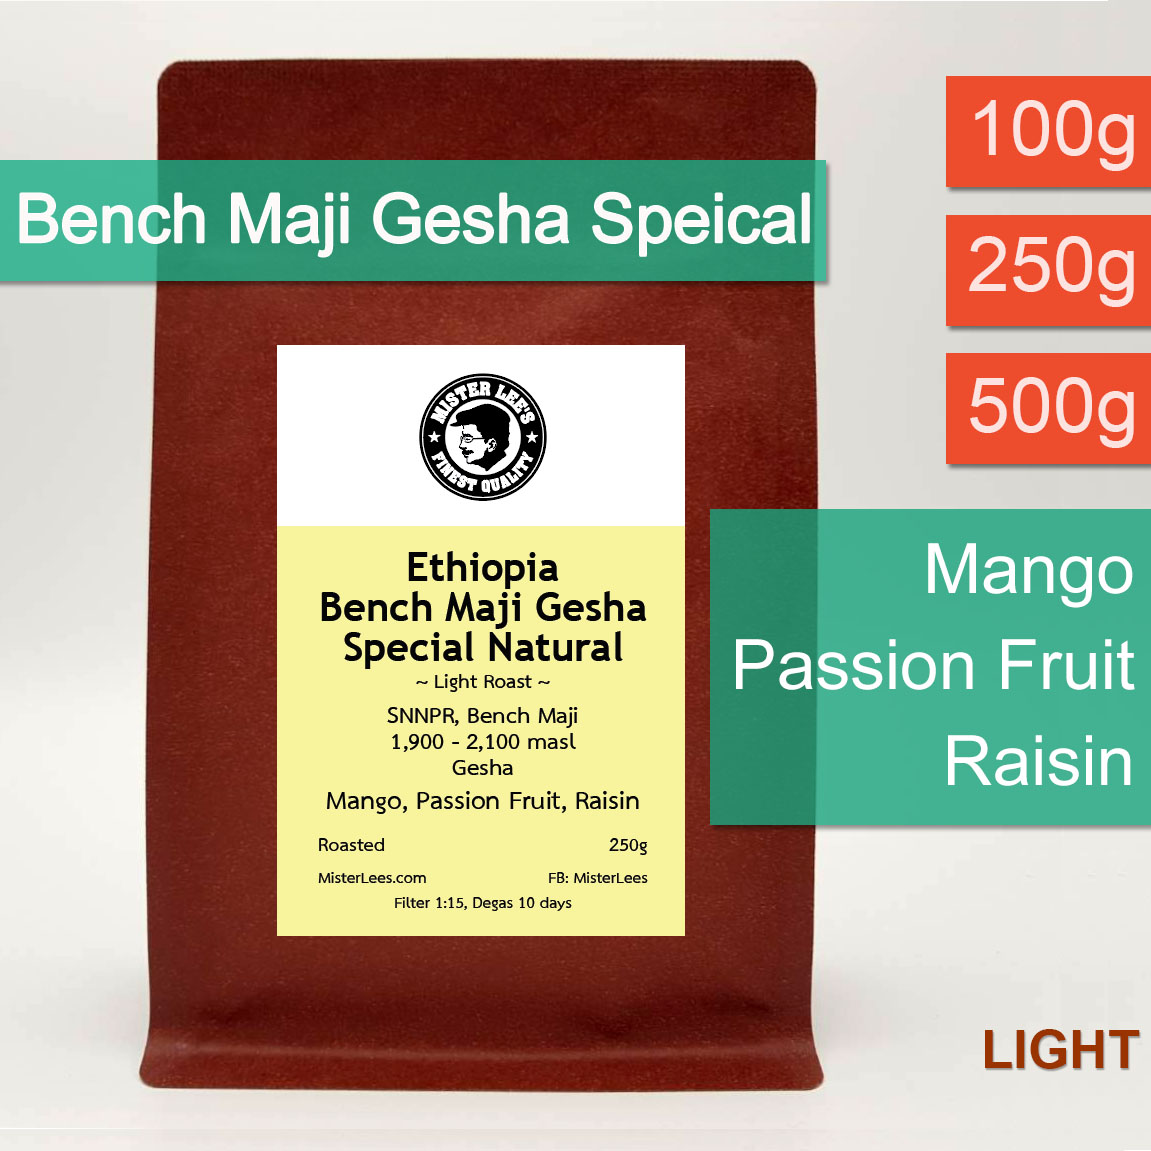 Bench Maji Gesha Speical
100g
250g
500g
MISTER LEE'S
FINEST QUALITY
Ethiopia
Bench Maji Gesha
Special Natural
~ Light Roast ~
SNNPR, Bench Maji
1,900 - 2,100 masl
Gesha
Mango, Passion Fruit, Raisin
Roasted 250g
MisterLees.com FB: MisterLees
Filter 1:15, Degas 10 days
Mango
Passion Fruit
Raisin
LIGHT